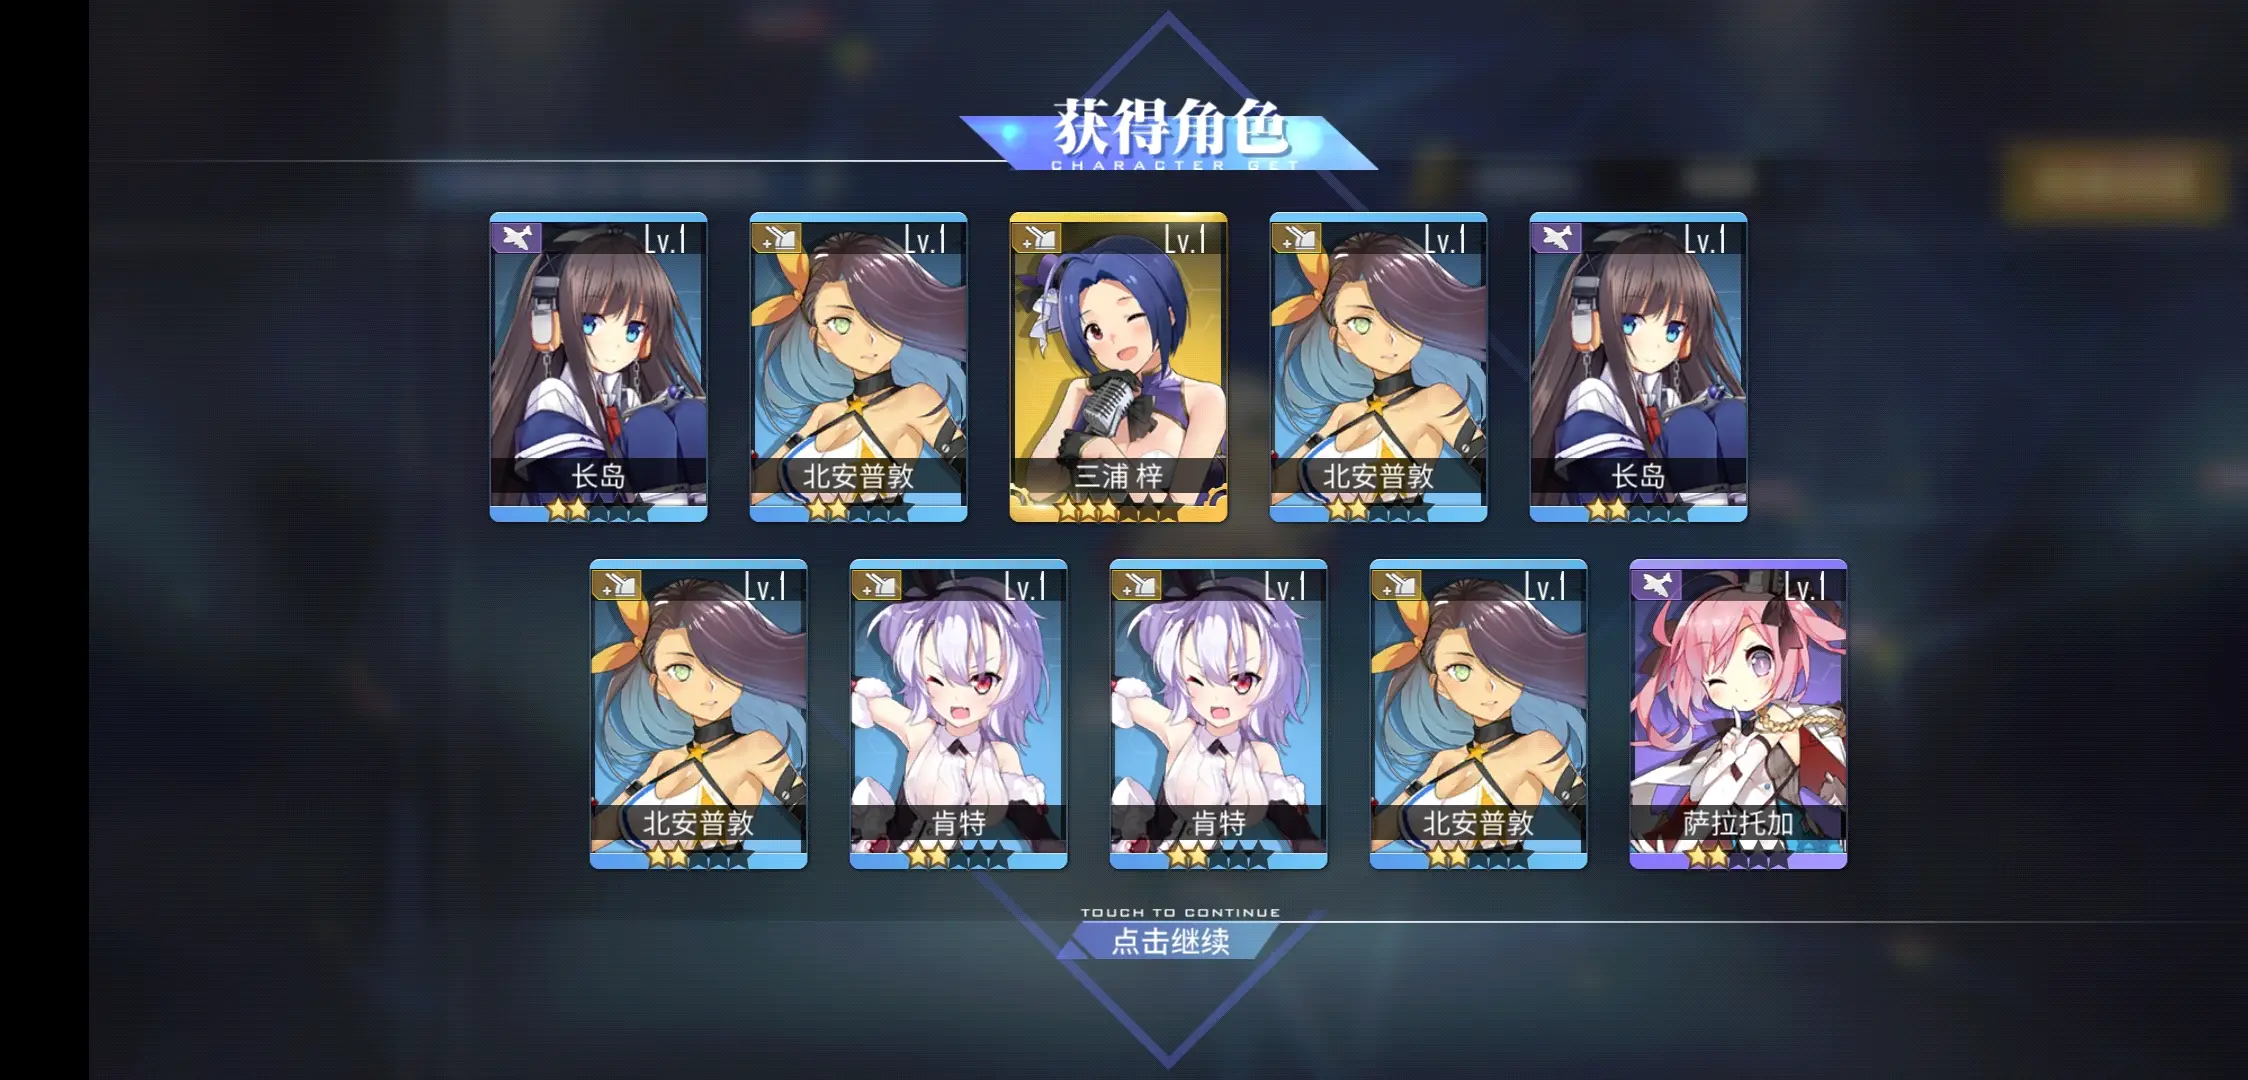 获得角色
CHARACTER GET
Lv.1
Lv.1
Lv.1
Lv.1
Lv.1
长岛
北安普敦
三浦 梓
北安普敦
长岛
Lv.1
Lv.1
Lv.1
Lv.1
Lv.1
北安普敦
肯特
肯特
北安普敦
萨拉托加
TOUCH TO CONTINUE
点击继续